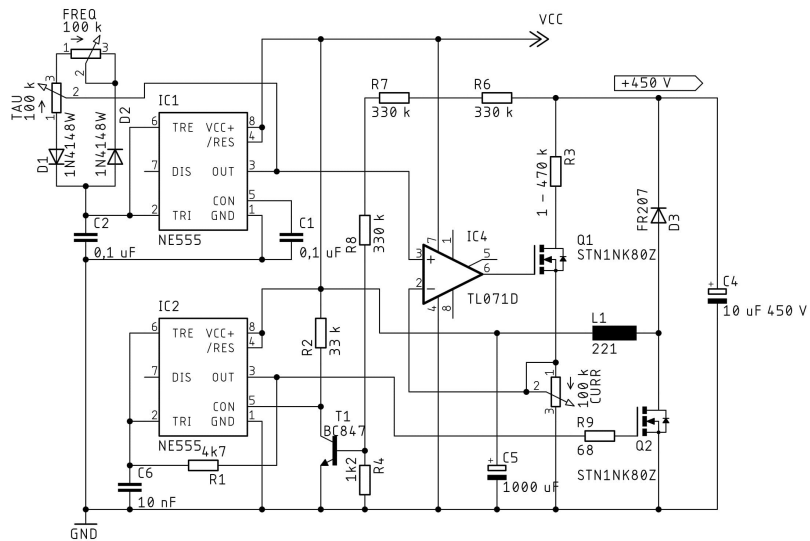 FREQ
100 k
1
3
2
VCC
TAU
100 k
3
2
1
D1
1N4148W
1N4148W
D2
IC1
6
TRE
VCC+
8
/RES
4
7
DIS
OUT
3
CON
5
2
TRI
GND
1
NE555
C2
0,1 uF
C1
0,1 uF
R7
330 k
R6
330 k
+450 V
1 - 470 k
R3
R8
330 k
FR207
D3
3
+
2
−
7
1
IC4
5
6
TL071D
4
8
Q1
STN1NK80Z
+
C4
10 uF 450 V
IC2
6
TRE
VCC+
8
/RES
4
7
DIS
OUT
3
CON
5
2
TRI
GND
1
NE555
R2
33 k
L1
221
1
2
3
100 k
CURR
T1
BC847
4k7
R1
1k2
R4
R9
68
Q2
STN1NK80Z
C6
10 nF
+
C5
1000 uF
GND